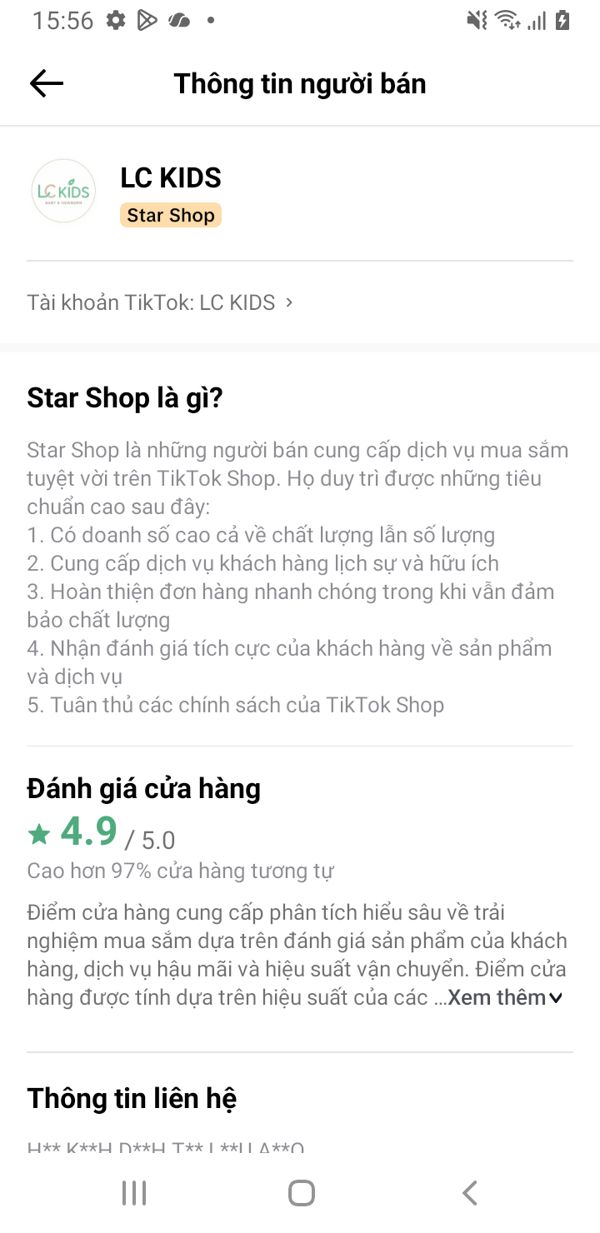 15:56
Thông tin người bán
LC KIDS
BABY & NEWBORN
LC KIDS
Star Shop
Tài khoản TikTok: LC KIDS
Star Shop là gì?
Star Shop là những người bán cung cấp dịch vụ mua sắm
tuyệt vời trên TikTok Shop. Họ duy trì được những tiêu
chuẩn cao sau đây:
1. Có doanh số cao cả về chất lượng lẫn số lượng
2. Cung cấp dịch vụ khách hàng lịch sự và hữu ích
3. Hoàn thiện đơn hàng nhanh chóng trong khi vẫn đảm
bảo chất lượng
4. Nhận đánh giá tích cực của khách hàng về sản phẩm
và dịch vụ
5. Tuân thủ các chính sách của TikTok Shop
Đánh giá cửa hàng
4.9 / 5.0
Cao hơn 97% cửa hàng tương tự
Điểm cửa hàng cung cấp phân tích hiểu sâu về trải
nghiệm mua sắm dựa trên đánh giá sản phẩm của khách
hàng, dịch vụ hậu mãi và hiệu suất vận chuyển. Điểm cửa
hàng được tính dựa trên hiệu suất của các ...Xem thêm
Thông tin liên hệ
H** K**H D**H T**